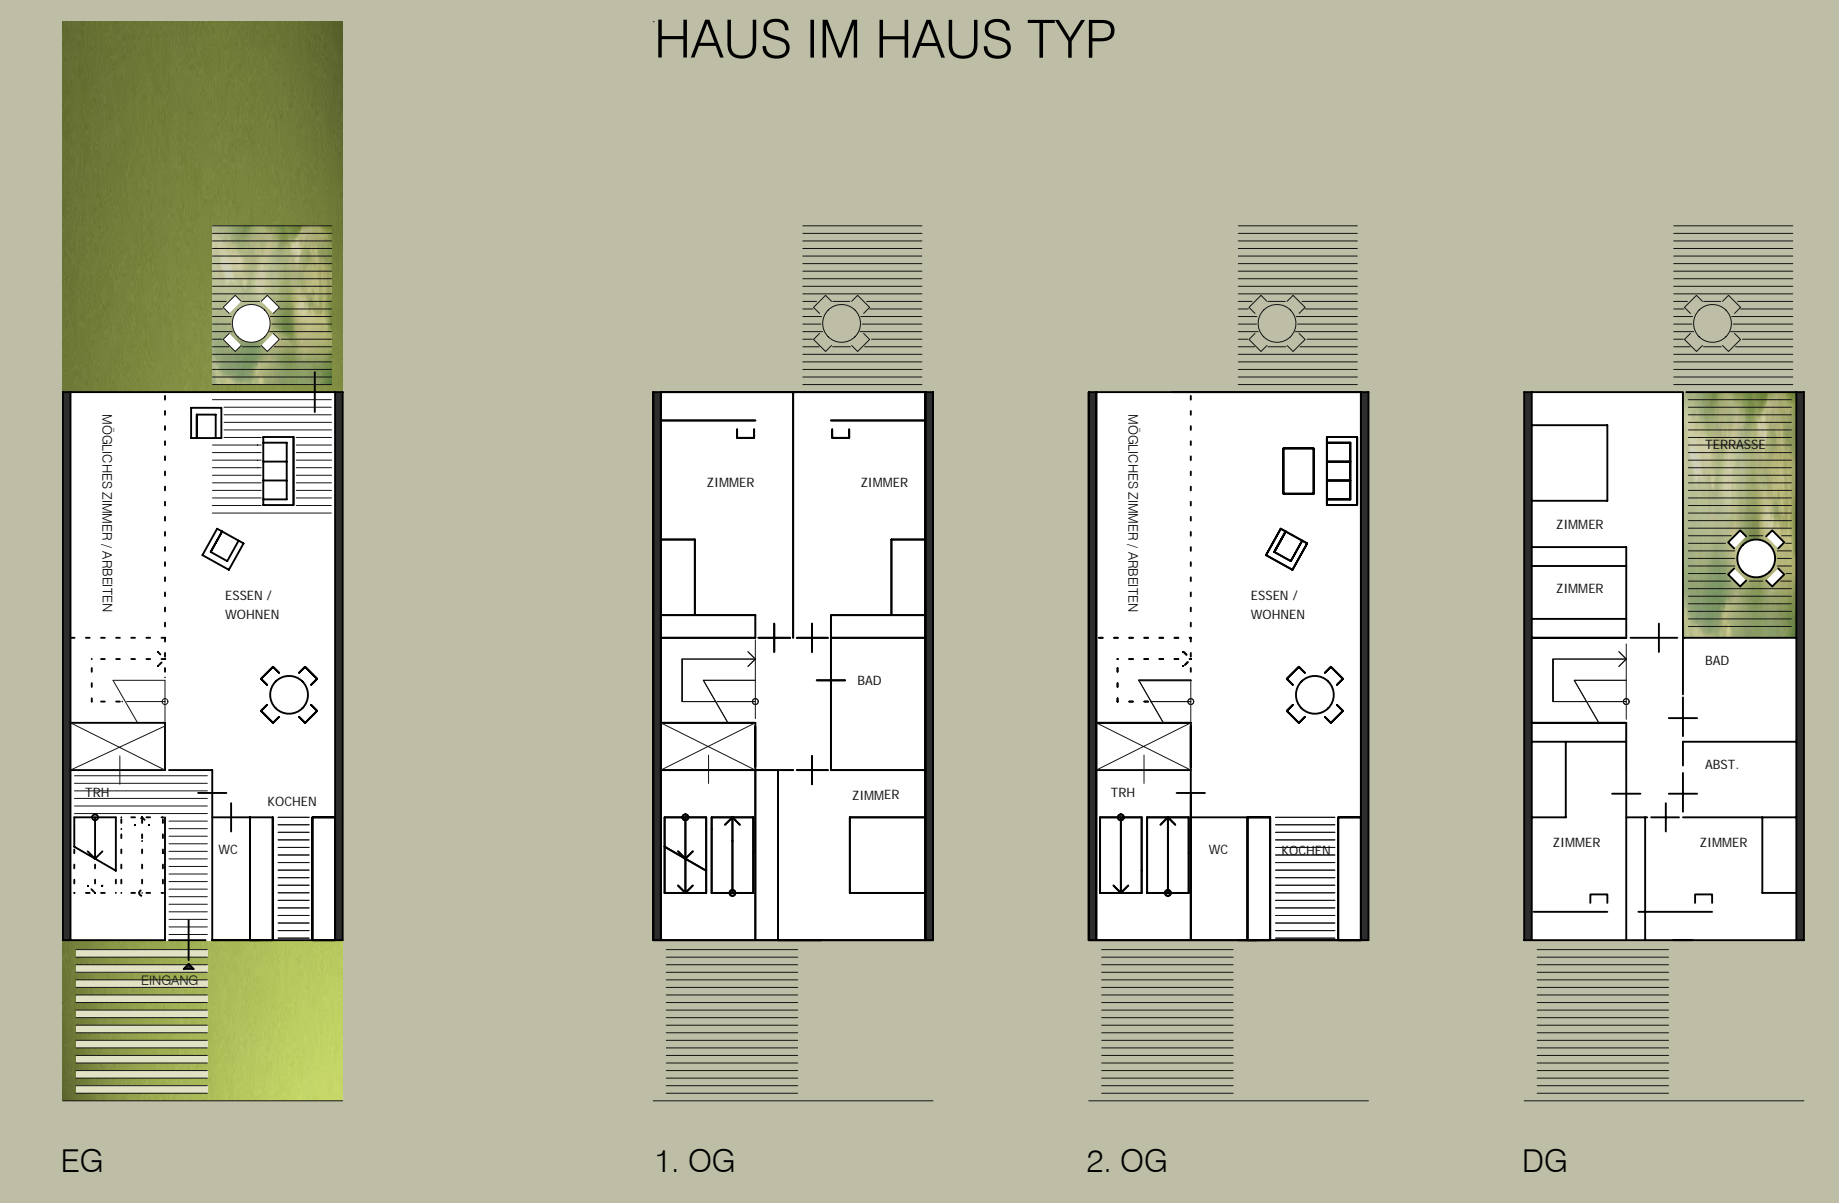 HAUS IM HAUS TYP
MÖGLICHES ZIMMER / ARBEITEN
ESSEN /
WOHNEN
TRH
KOCHEN
WC
EINGANG
EG
ZIMMER
ZIMMER
BAD
ZIMMER
1. OG
MÖGLICHES ZIMMER / ARBEITEN
ESSEN /
WOHNEN
TRH
WC
KOCHEN
2. OG
TERRASSE
ZIMMER
ZIMMER
BAD
ABST.
ZIMMER
ZIMMER
DG